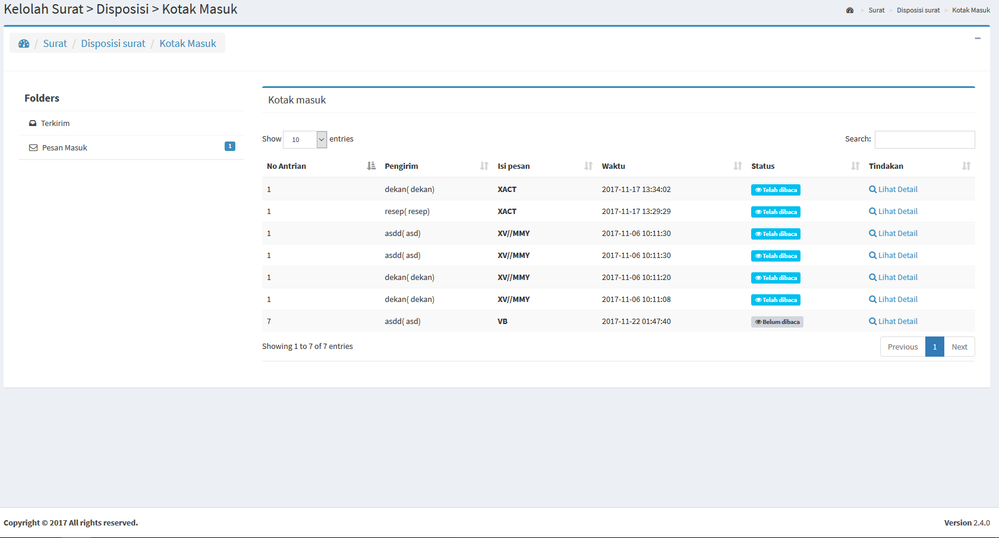 Kelolah Surat > Disposisi > Kotak Masuk
> Surat > Disposisi surat > Kotak Masuk
/ Surat / Disposisi surat / Kotak Masuk
Folders
Terkirim
Pesan Masuk 1
Kotak masuk
Show 10 entries
Search:
No Antrian Pengirim Isi pesan Waktu Status Tindakan
1 dekan( dekan) XACT 2017-11-17 13:34:02 Telah dibaca Lihat Detail
1 resep( resep) XACT 2017-11-17 13:29:29 Telah dibaca Lihat Detail
1 asdd( asd) XV//MMY 2017-11-06 10:11:30 Telah dibaca Lihat Detail
1 asdd( asd) XV//MMY 2017-11-06 10:11:30 Telah dibaca Lihat Detail
1 dekan( dekan) XV//MMY 2017-11-06 10:11:20 Telah dibaca Lihat Detail
1 dekan( dekan) XV//MMY 2017-11-06 10:11:08 Telah dibaca Lihat Detail
7 asdd( asd) VB 2017-11-22 01:47:40 Belum dibaca Lihat Detail
Showing 1 to 7 of 7 entries
Previous 1 Next
Copyright © 2017 All rights reserved.
Version 2.4.0